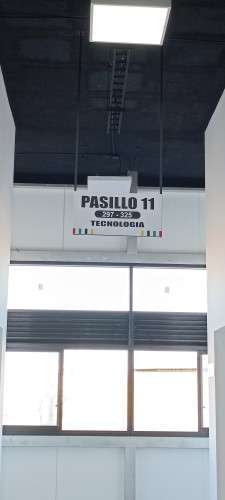 PASILLO 11
297 - 325
TECNOLOGIA